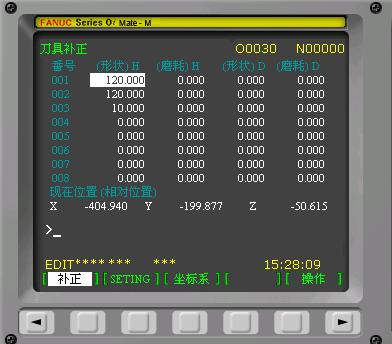 FANUC Series Oi Mate - M
刀具补正 O0030 N00000
番号 (形状) H (磨耗) H (形状) D (磨耗) D
001 120.000 0.000 0.000 0.000
002 120.000 0.000 0.000 0.000
003 10.000 0.000 0.000 0.000
004 0.000 0.000 0.000 0.000
005 0.000 0.000 0.000 0.000
006 0.000 0.000 0.000 0.000
007 0.000 0.000 0.000 0.000
008 0.000 0.000 0.000 0.000
现在位置 (相对位置)
X -404.940 Y -199.877 Z -50.615
>_
EDIT******* ***
15:28:09
[ 补正 ] [ SETING ] [ 坐标系 ] [ ] [ 操作 ]